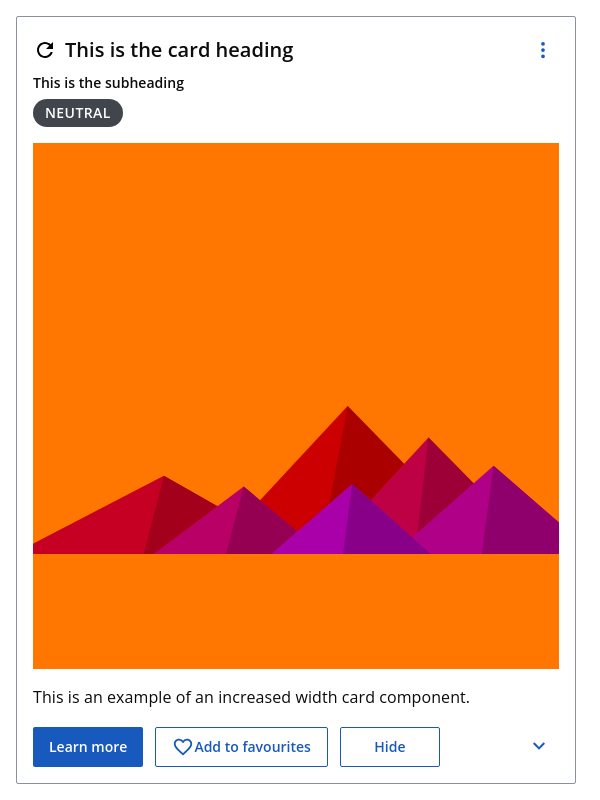 This is the card heading
This is the subheading
NEUTRAL
This is an example of an increased width card component.
Learn more
Add to favourites
Hide